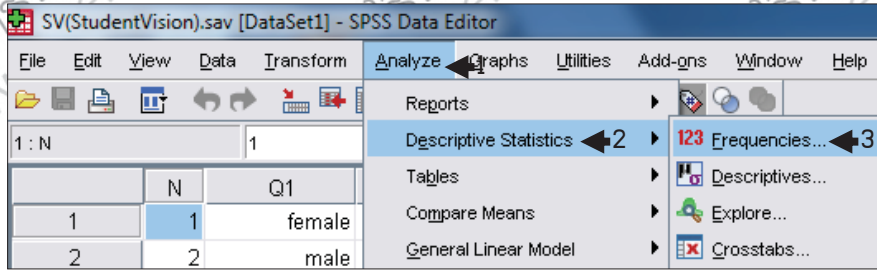 SV(StudentVision).sav [DataSet1] - SPSS Data Editor
File Edit View Data Transform Analyze 1 Graphs Utilities Add-ons Window Help
Reports
1 : N 1 Descriptive Statistics 2 123 Frequencies... 3
N Q1 Tables Descriptives...
1 1 female Compare Means Explore...
2 2 male General Linear Model Crosstabs...